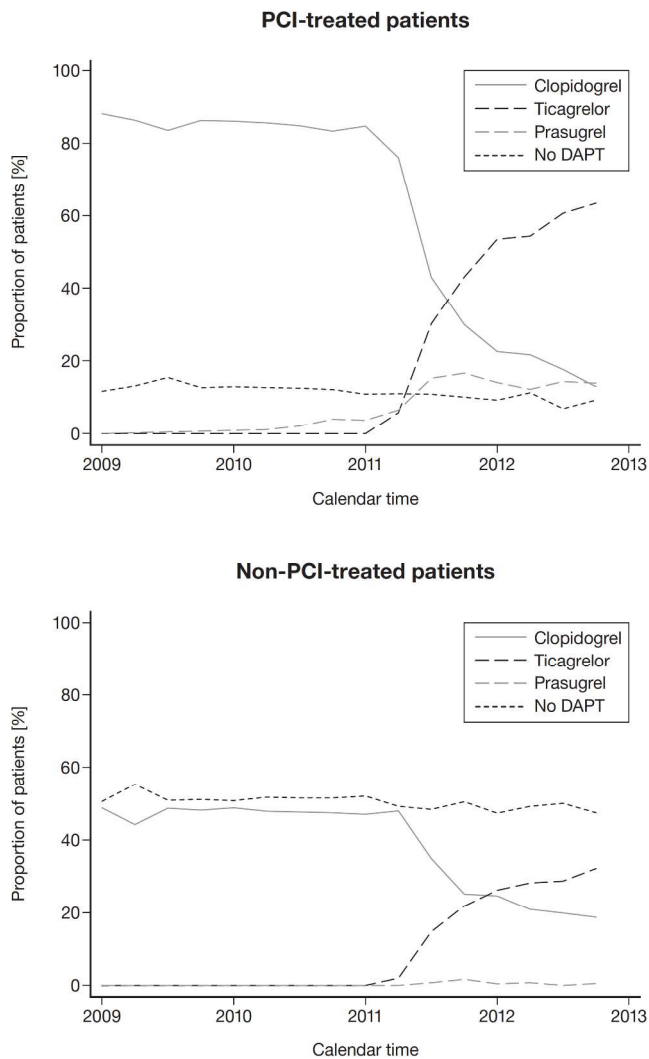 PCI-treated patients
100
80
60
40
20
0
Proportion of patients [%]
Clopidogrel
Ticagrelor
Prasugrel
No DAPT
2009 2010 2011 2012 2013
Calendar time
Non-PCI-treated patients
100
80
60
40
20
0
Proportion of patients [%]
Clopidogrel
Ticagrelor
Prasugrel
No DAPT
2009 2010 2011 2012 2013
Calendar time